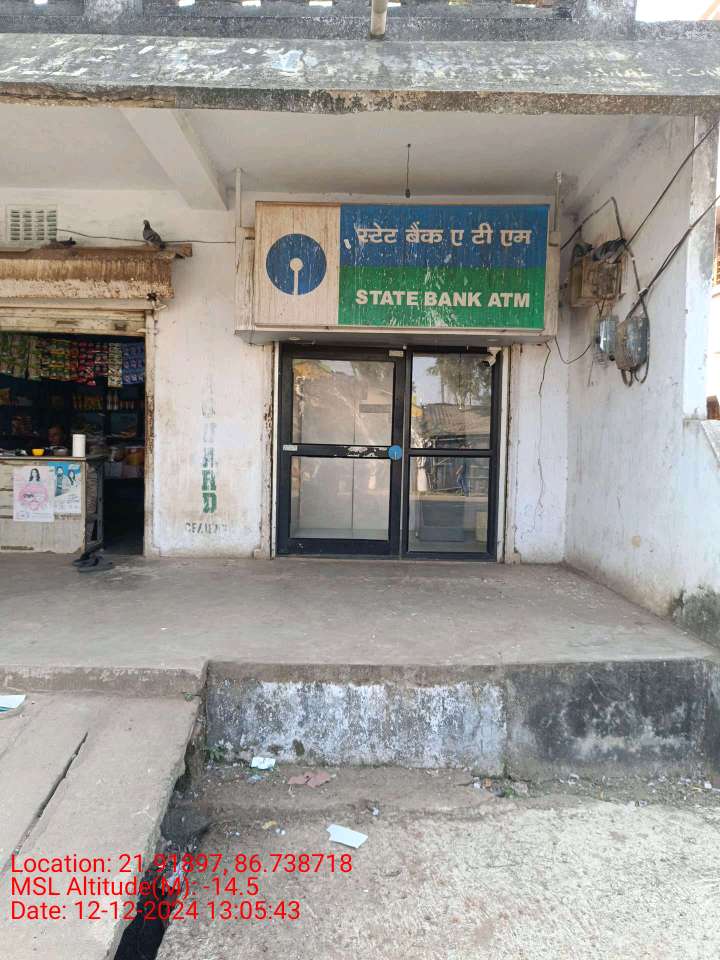 स्टेट बैंक ए टी एम
STATE BANK ATM
Location: 21.91897, 86.738718
MSL Altitude(M): -14.5
Date: 12-12-2024 13:05:43